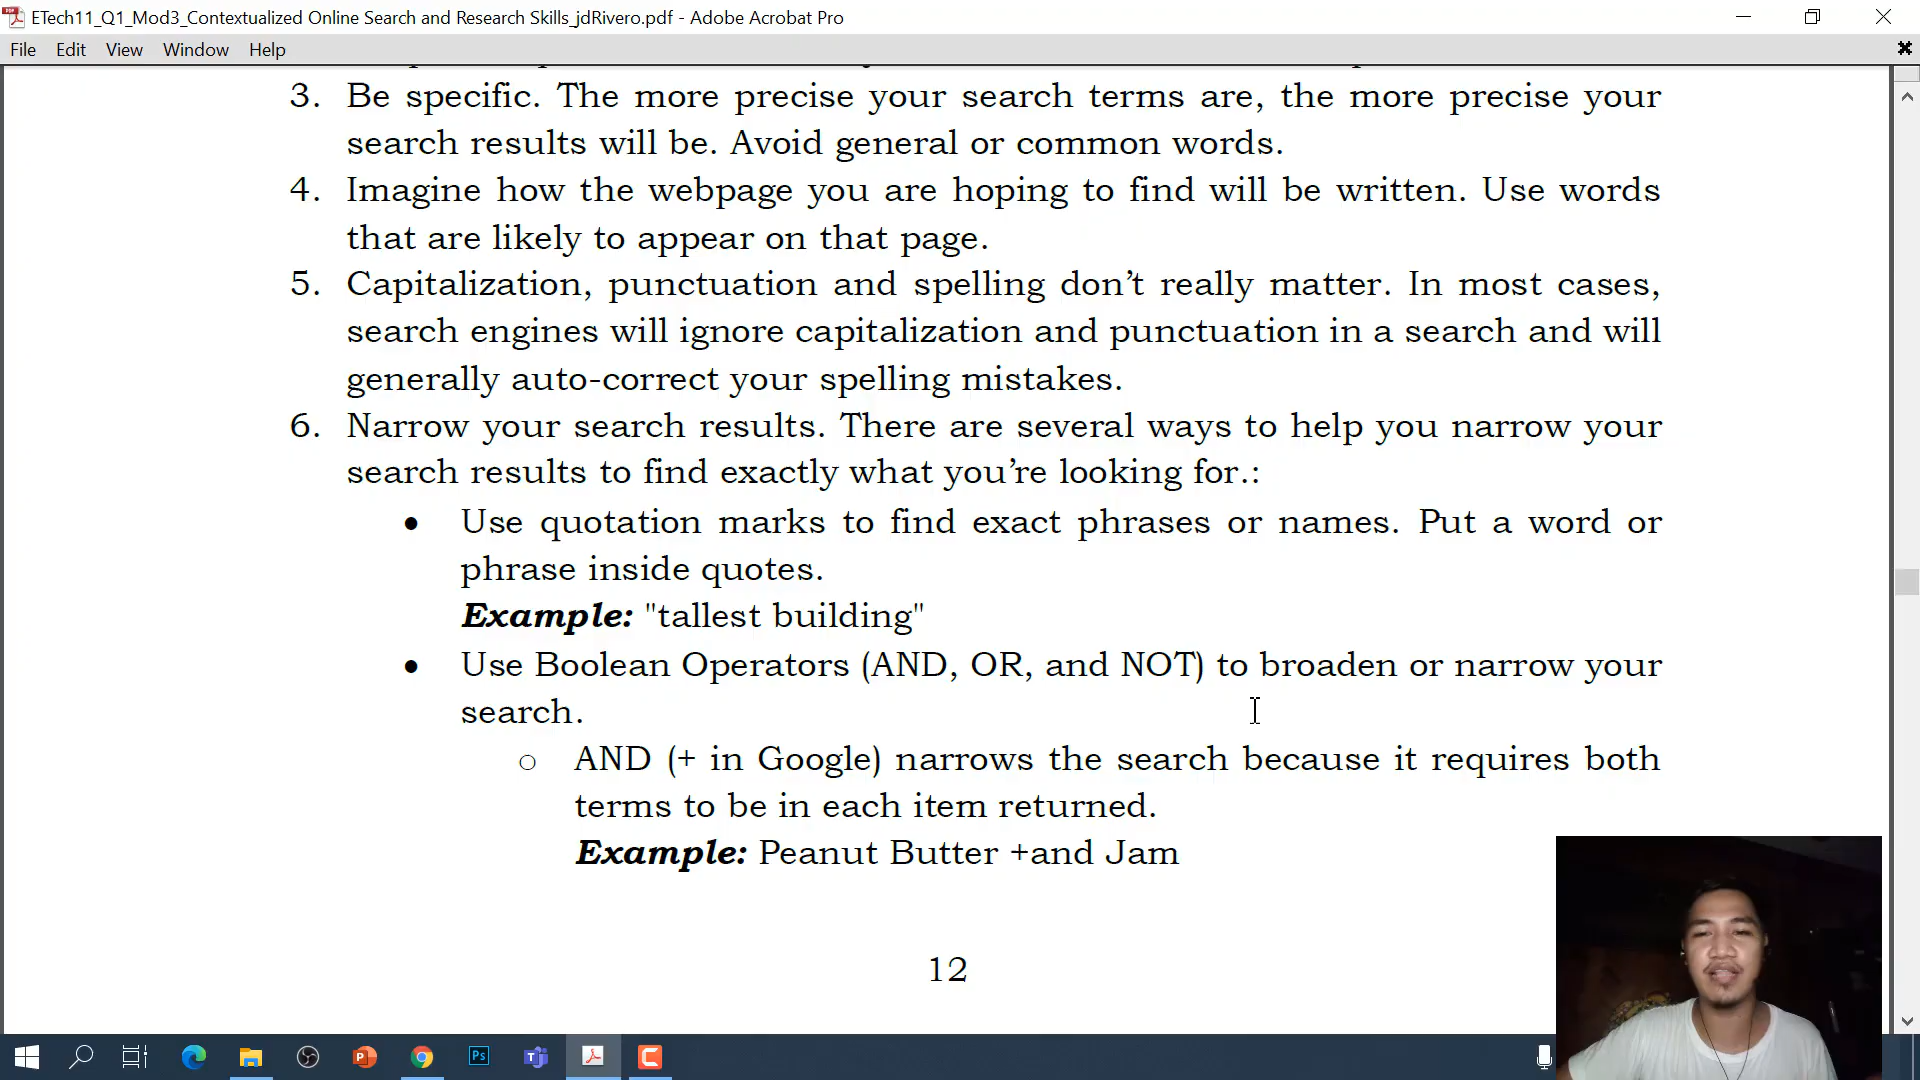 ETech11_Q1_Mod3_Contextualized Online Search and Research Skills_jdRivero.pdf - Adobe Acrobat Pro
File Edit View Window Help
3. Be specific. The more precise your search terms are, the more precise your
search results will be. Avoid general or common words.
4. Imagine how the webpage you are hoping to find will be written. Use words
that are likely to appear on that page.
5. Capitalization, punctuation and spelling don’t really matter. In most cases,
search engines will ignore capitalization and punctuation in a search and will
generally auto-correct your spelling mistakes.
6. Narrow your search results. There are several ways to help you narrow your
search results to find exactly what you’re looking for.:
● Use quotation marks to find exact phrases or names. Put a word or
phrase inside quotes.
Example: "tallest building"
● Use Boolean Operators (AND, OR, and NOT) to broaden or narrow your
search.
○ AND (+ in Google) narrows the search because it requires both
terms to be in each item returned.
Example: Peanut Butter +and Jam
12